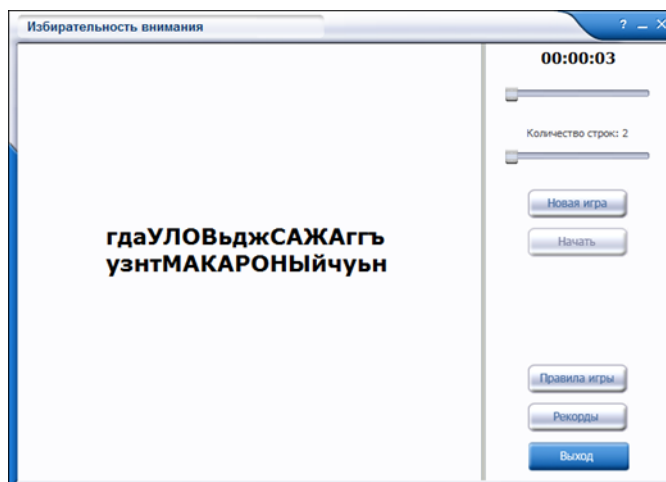 Избирательность внимания
? _ X
00:00:03
Количество строк: 2
Новая игра
Начать
гдаУЛОВьджСАЖАггъ
узнтМАКАРОНЫйчуьн
Правила игры
Рекорды
Выход